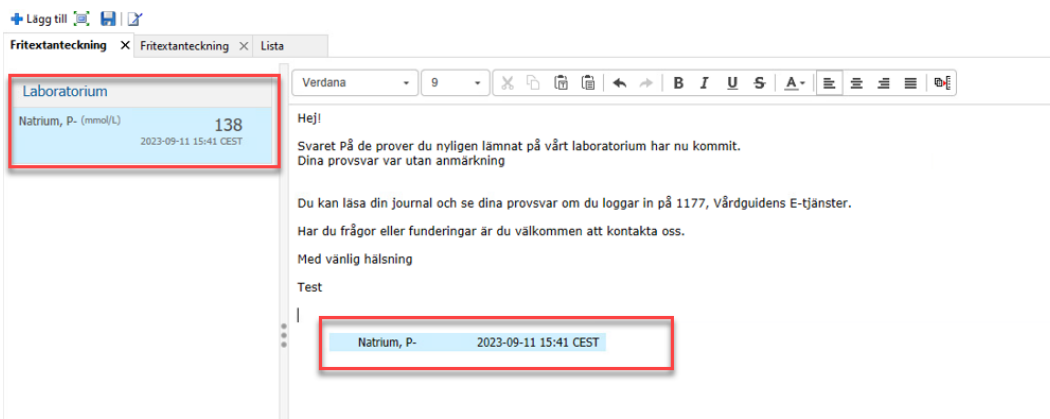 Lägg till
Fritextanteckning Fritextanteckning Lista
Laboratorium
Natrium, P- (mmol/L) 138
2023-09-11 15:41 CEST
Verdana 9 B I U S A
Hej!
Svaret På de prover du nyligen lämnat på vårt laboratorium har nu kommit.
Dina provsvar var utan anmärkning
Du kan läsa din journal och se dina provsvar om du loggar in på 1177, Vårdguidens E-tjänster.
Har du frågor eller funderingar är du välkommen att kontakta oss.
Med vänlig hälsning
Test
Natrium, P- 2023-09-11 15:41 CEST